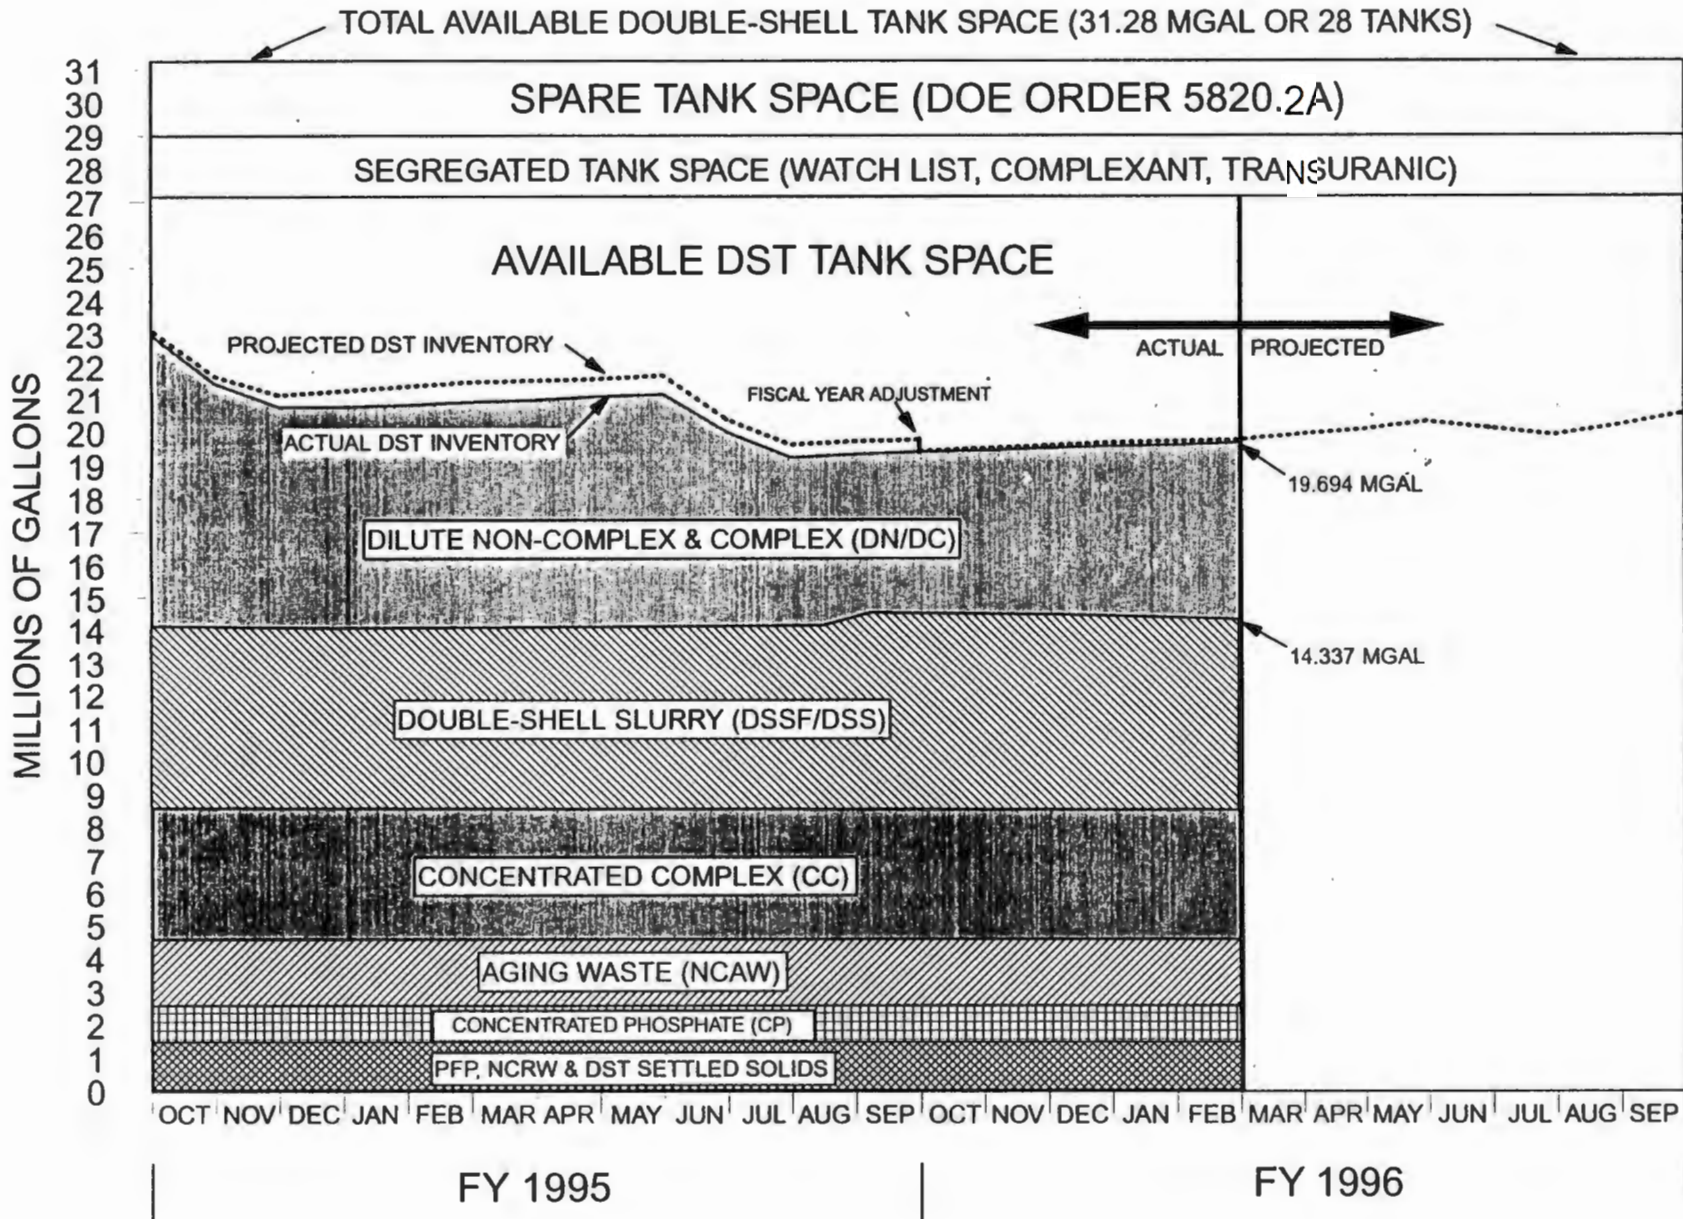 TOTAL AVAILABLE DOUBLE-SHELL TANK SPACE (31.28 MGAL OR 28 TANKS)
SPARE TANK SPACE (DOE ORDER 5820.2A)
SEGREGATED TANK SPACE (WATCH LIST, COMPLEXANT, TRANSURANIC)
AVAILABLE DST TANK SPACE
MILLIONS OF GALLONS
31
30
29
28
27
26
25
24
23
22
21
20
19
18
17
16
15
14
13
12
11
10
9
8
7
6
5
4
3
2
1
0
ACTUAL PROJECTED
PROJECTED DST INVENTORY
FISCAL YEAR ADJUSTMENT
ACTUAL DST INVENTORY
19.694 MGAL
DILUTE NON-COMPLEX & COMPLEX (DN/DC)
14.337 MGAL
DOUBLE-SHELL SLURRY (DSSF/DSS)
CONCENTRATED COMPLEX (CC)
AGING WASTE (NCAW)
CONCENTRATED PHOSPHATE (CP)
PFP, NCRW & DST SETTLED SOLIDS
OCT NOV DEC JAN FEB MAR APR MAY JUN JUL AUG SEP OCT NOV DEC JAN FEB MAR APR MAY JUN JUL AUG SEP
FY 1995 FY 1996